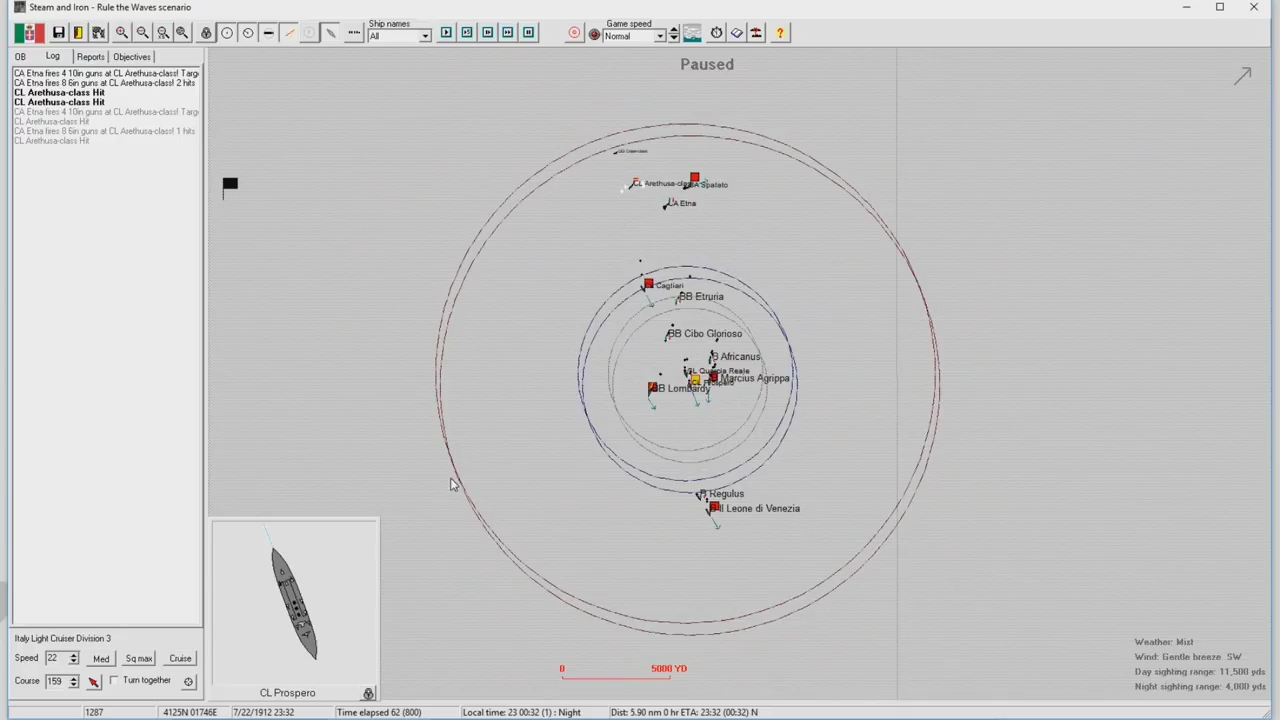 Steam and Iron - Rule the Waves scenario
Ship names
All
Game speed
Normal
OB Log Reports Objectives
CA Etna fires 4 10in guns at CL Arethusa-class! Targ
CA Etna fires 8 6in guns at CL Arethusa-class! 2 hits
CL Arethusa-class Hit
CL Arethusa-class Hit
CA Etna fires 4 10in guns at CL Arethusa-class! Targ
CL Arethusa-class Hit
CA Etna fires 8 6in guns at CL Arethusa-class! 1 hits
CL Arethusa-class Hit
Paused
CL Arethusa-class
Spalato
CA Etna
Cagliari
BB Etruria
BB Cibo Glorioso
B Africanus
Marcius Agrippa
CL Prospero
BB Lombardy
B Regulus
B Il Leone di Venezia
0 5000 YD
Weather: Mist
Wind: Gentle breeze SW
Day sighting range: 11,500 yds
Night sighting range: 4,000 yds
Italy Light Cruiser Division 3
Speed 22 Med Sq max Cruise
Course 159 Turn together
CL Prospero
1287 4125N 01746E 7/22/1912 23:32 Time elapsed 62 (800) Local time: 23 00:32 (1) : Night Dist: 5.90 nm 0 hr ETA: 23:32 (00:32) N